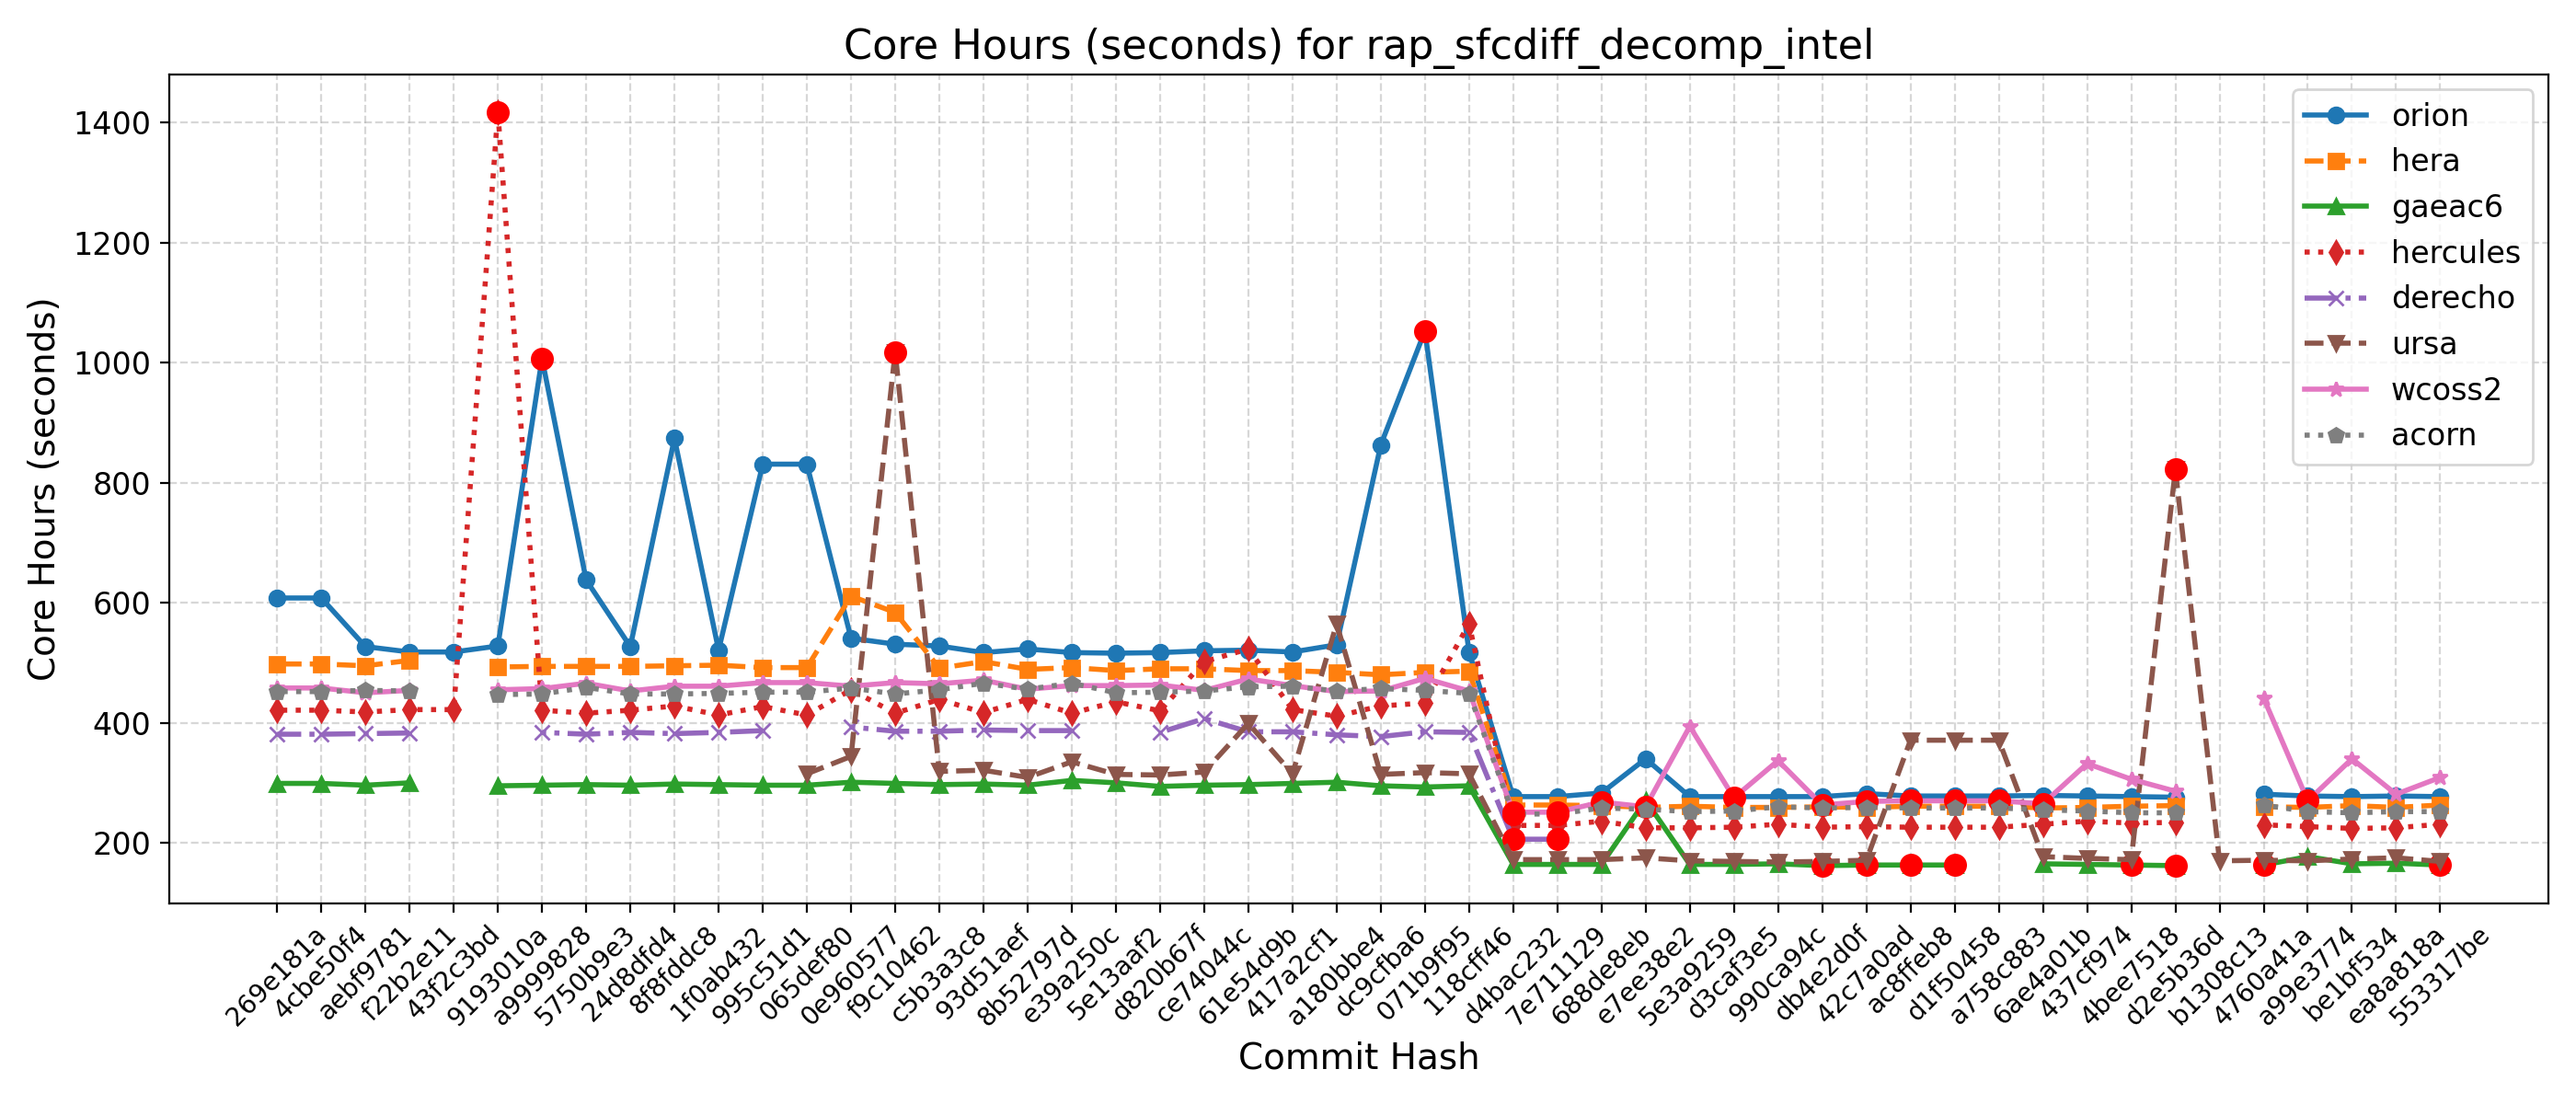 Core Hours (seconds) for rap_sfcdiff_decomp_intel
Core Hours (seconds)
1400
1200
1000
800
600
400
200
orion
hera
gaeac6
hercules
derecho
ursa
wcoss2
acorn
269e181a
4cbe50f4
aebf9781
f22b2e11
43f2c3bd
9193010a
a9999828
5750b9e3
24d8dfd4
8f8fddc8
1f0ab432
995c51d1
065def80
0e960577
f9c10462
c5b3a3c8
93d51aef
8b52797d
e39a250c
5e13aaf2
d820b67f
ce74044c
61e54d9b
417a2cf1
a180bbe4
dc9cfba6
071b9f95
118cff46
d4bac232
7e711129
688de8eb
e7ee38e2
5e3a9259
d3caf3e5
990ca94c
db4e2d0f
42c7a0ad
ac8ffeb8
d1f50458
a758c883
6ae4a01b
437cf974
4bee7518
d2e5b36d
b1308c13
4760a41a
a99e3774
be1bf534
ea8a818a
553317be
Commit Hash